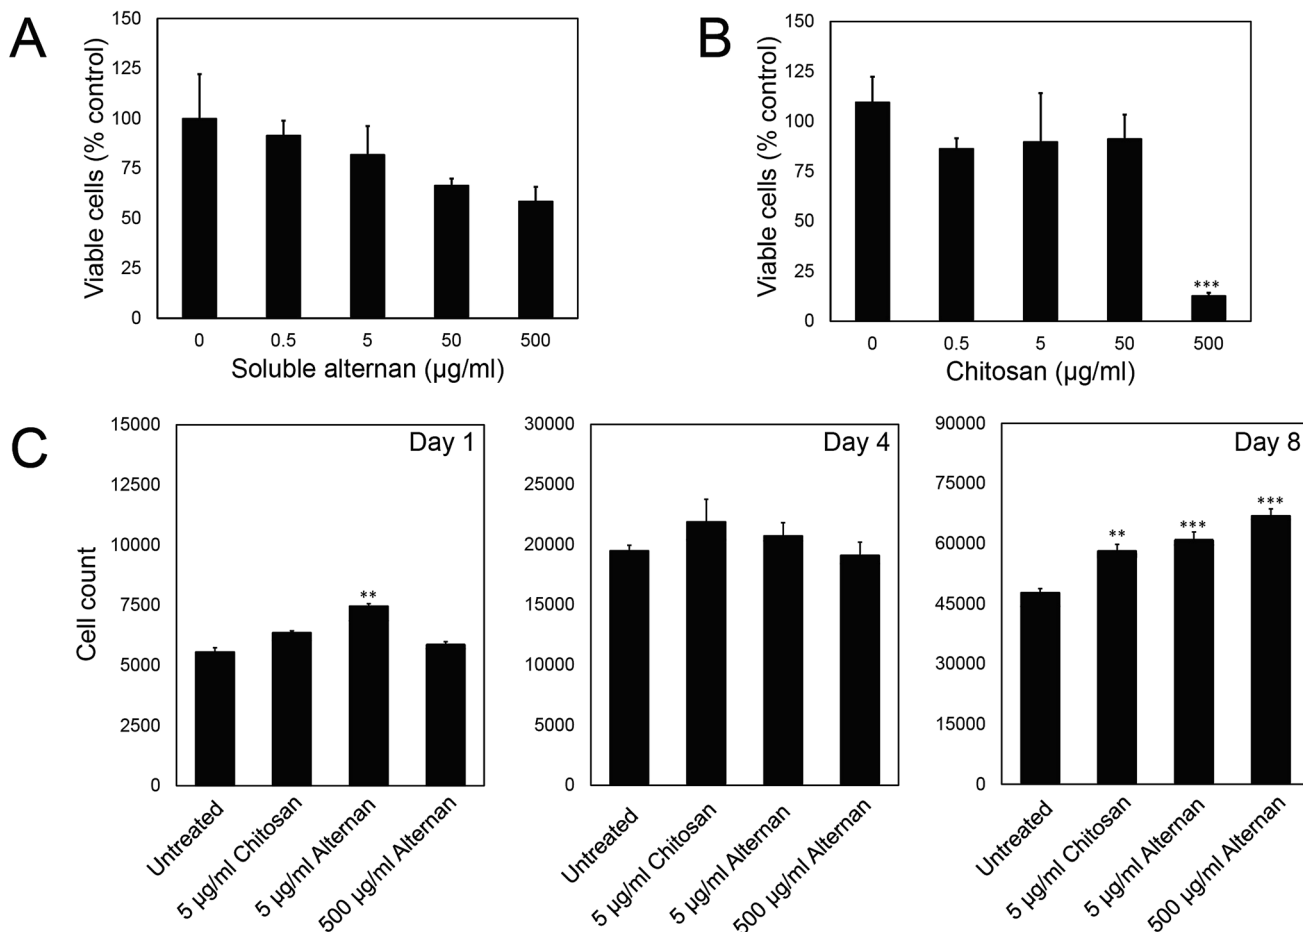 A
Viable cells (% control)
150
125
100
75
50
25
0
0 0.5 5 50 500
Soluble alternan (µg/ml)
B
Viable cells (% control)
150
125
100
75
50
25
0
***
0 0.5 5 50 500
Chitosan (µg/ml)
C
Cell count
15000
12500
10000
7500
5000
2500
0
Day 1
**
Untreated
5 µg/ml Chitosan
5 µg/ml Alternan
500 µg/ml Alternan
30000
25000
20000
15000
10000
5000
0
Day 4
Untreated
5 µg/ml Chitosan
5 µg/ml Alternan
500 µg/ml Alternan
90000
75000
60000
45000
30000
15000
0
Day 8
**
***
***
Untreated
5 µg/ml Chitosan
5 µg/ml Alternan
500 µg/ml Alternan